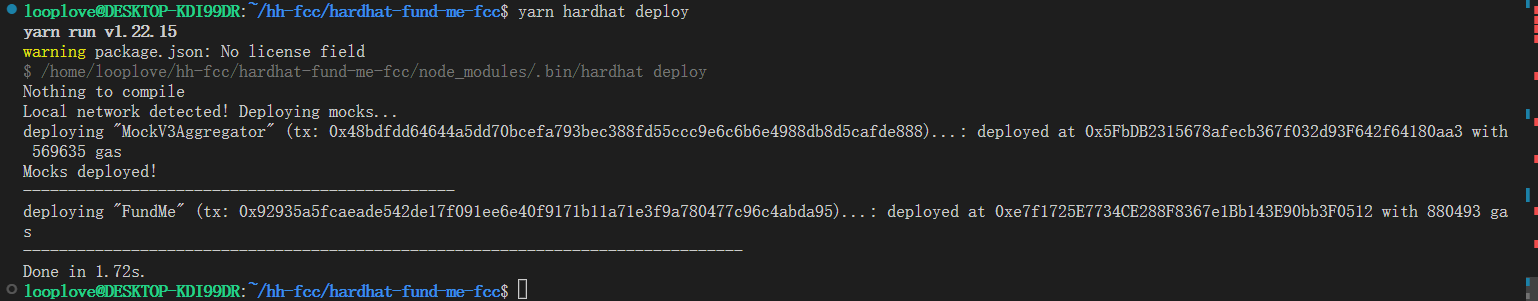 looplove@DESKTOP-KDI99DR:~/hh-fcc/hardhat-fund-me-fcc$ yarn hardhat deploy
yarn run v1.22.15
warning package.json: No license field
$ /home/looplove/hh-fcc/hardhat-fund-me-fcc/node_modules/.bin/hardhat deploy
Nothing to compile
Local network detected! Deploying mocks...
deploying "MockV3Aggregator" (tx: 0x48bdfdd64644a5dd70bcefa793bec388fd55ccc9e6c6b6e4988db8d5cafde888)...: deployed at 0x5FbDB2315678afecb367f032d93F642f64180aa3 with
569635 gas
Mocks deployed!
------------------------------------------------
deploying "FundMe" (tx: 0x92935a5fcaeade542de17f091ee6e40f9171b11a71e3f9a780477c96c4abda95)...: deployed at 0xe7f1725E7734CE288F8367e1Bb143E90bb3F0512 with 880493 ga
s
--------------------------------------------------------------------------------
Done in 1.72s.
looplove@DESKTOP-KDI99DR:~/hh-fcc/hardhat-fund-me-fcc$